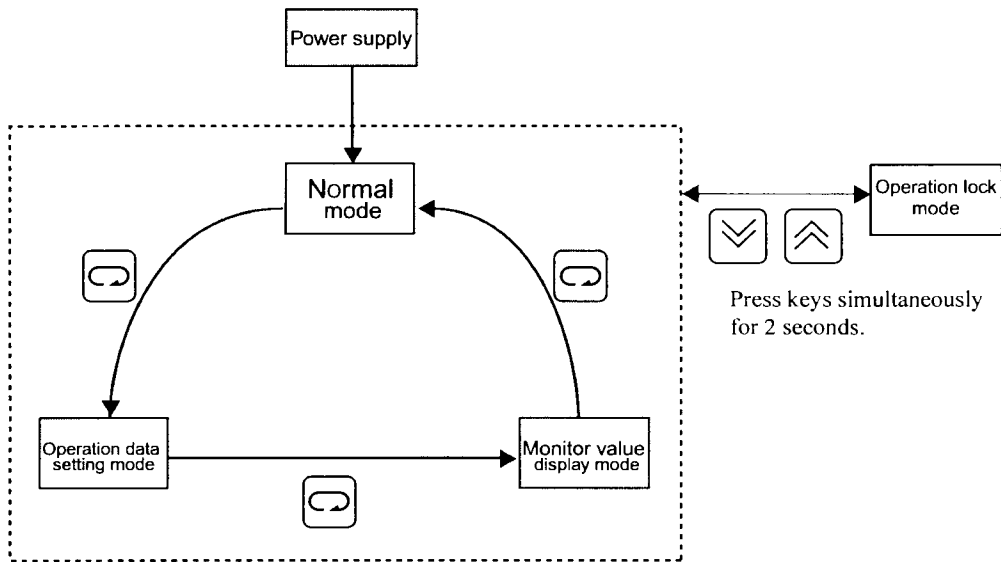 Power supply
Normal
mode
Operation lock
mode
Press keys simultaneously
for 2 seconds.
Operation data
setting mode
Monitor value
display mode